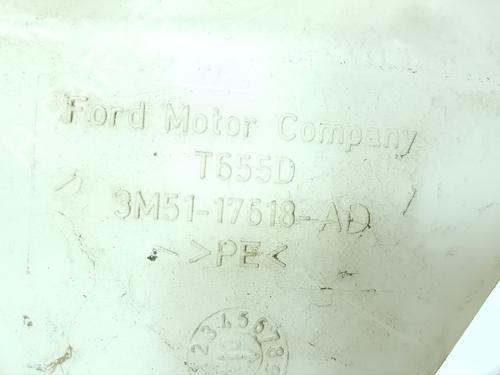 Ford Motor Company
T655D
3M51-17618-AD
>PE<